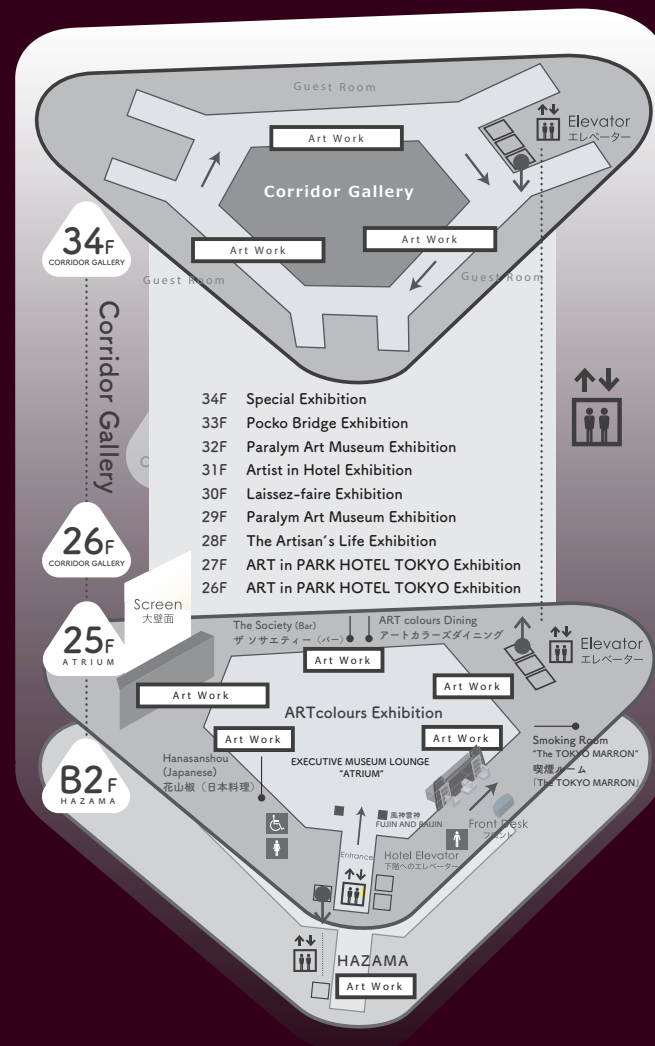 Guest Room
Elevator
エレベーター
Art Work
Corridor Gallery
Art Work
Art Work
34F
CORRIDOR GALLERY
Guest Room
Guest Room
Corridor Gallery
34F Special Exhibition
33F Pocko Bridge Exhibition
32F Paralym Art Museum Exhibition
31F Artist in Hotel Exhibition
30F Laissez-faire Exhibition
29F Paralym Art Museum Exhibition
28F The Artisan's Life Exhibition
27F ART in PARK HOTEL TOKYO Exhibition
26F ART in PARK HOTEL TOKYO Exhibition
26F
CORRIDOR GALLERY
Screen
大壁面
25F
ATRIUM
The Society (Bar)
ザ ソサエティー（バー）
ART colours Dining
アートカラーズダイニング
Elevator
エレベーター
Art Work
Art Work
Art Work
ARTcolours Exhibition
Art Work
Art Work
Smoking Room
"The TOKYO MARRON"
喫煙ルーム
「The TOKYO MARRON」
Hanasanshou
(Japanese)
花山椒（日本料理）
EXECUTIVE MUSEUM LOUNGE
"ATRIUM"
B2F
HAZAMA
風神雷神
FUJIN AND RAIJIN
Front Desk
フロント
Entrance
Hotel Elevator
下階へのエレベーター
HAZAMA
Art Work